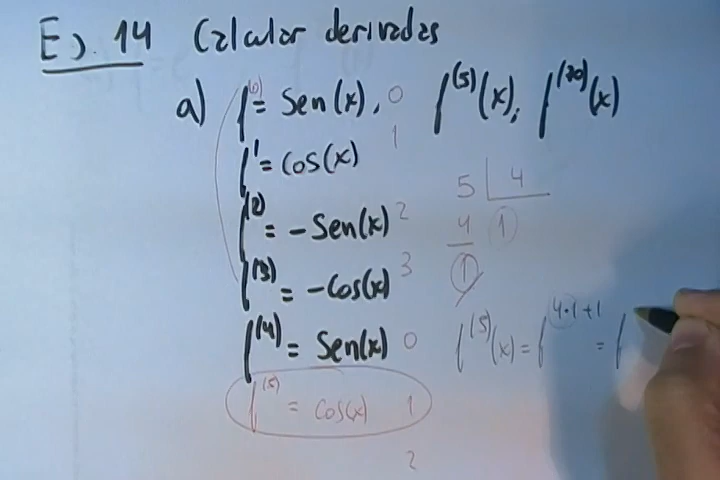 Ej. 14 Calcular derivadas
a) f⁽⁰⁾ = Sen(x), 0 f⁽⁵⁾(x); f⁽²⁰⁾(x)
1
f' = Cos(x)
f⁽²⁾ = -Sen(x) 2
f⁽³⁾ = -Cos(x) 3
f⁽⁴⁾ = Sen(x) 0
f⁽⁵⁾ = cos(x) 1
2
5 | 4
4 1
1
f⁽⁵⁾(x) = f⁴·¹⁺¹ = f